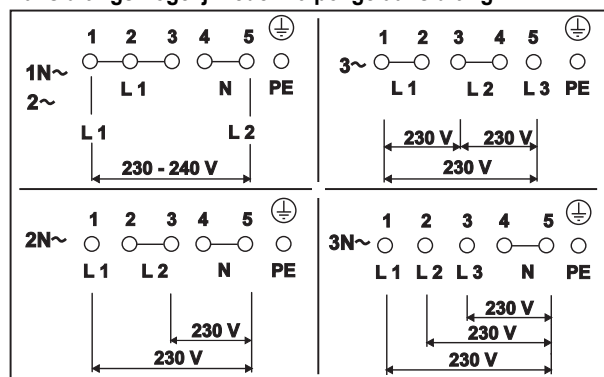 1 2 3 4 5
1N~
2~
L 1 N PE
L 1 L 2
230 - 240 V
1 2 3 4 5
3~
L 1 L 2 L 3 PE
230 V 230 V
230 V
1 2 3 4 5
2N~
L 1 L 2 N PE
230 V
230 V
1 2 3 4 5
3N~
L 1 L 2 L 3 N PE
230 V
230 V
230 V